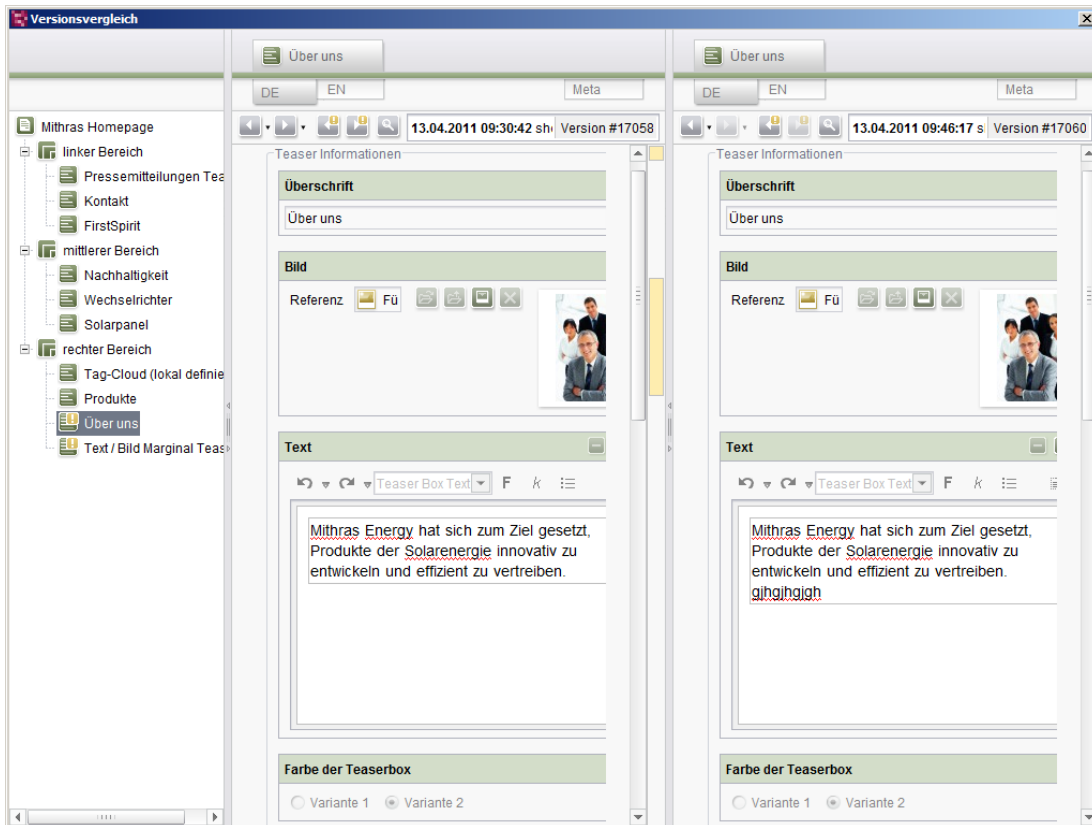 Versionsvergleich
Mithras Homepage
linker Bereich
Pressemitteilungen Tea
Kontakt
FirstSpirit
mittlerer Bereich
Nachhaltigkeit
Wechselrichter
Solarpanel
rechter Bereich
Tag-Cloud (lokal definie
Produkte
Über uns
Text / Bild Marginal Teas
Über uns
DE EN Meta
13.04.2011 09:30:42 sh Version #17058
Teaser Informationen
Überschrift
Über uns
Bild
Referenz Fü
Text
Teaser Box Text F k
Mithras Energy hat sich zum Ziel gesetzt,
Produkte der Solarenergie innovativ zu
entwickeln und effizient zu vertreiben.
Farbe der Teaserbox
Variante 1 Variante 2
Über uns
DE EN Meta
13.04.2011 09:46:17 s Version #17060
Teaser Informationen
Überschrift
Über uns
Bild
Referenz Fü
Text
Teaser Box Text F k
Mithras Energy hat sich zum Ziel gesetzt,
Produkte der Solarenergie innovativ zu
entwickeln und effizient zu vertreiben.
gjhgjhgjgh
Farbe der Teaserbox
Variante 1 Variante 2